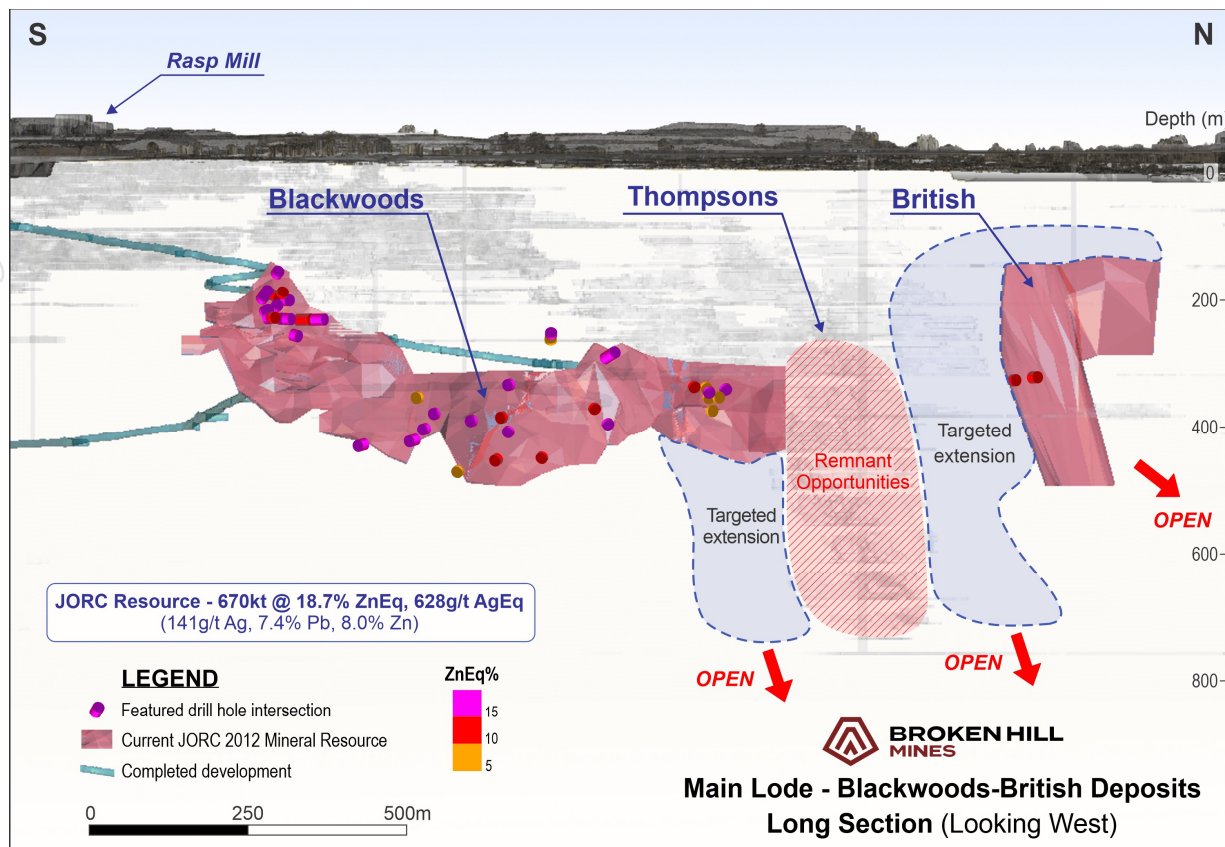 S
N
Rasp Mill
Depth (m
0
Blackwoods
Thompsons
British
200
400
600
800
Targeted
extension
Remnant
Opportunities
Targeted
extension
OPEN
OPEN
OPEN
JORC Resource - 670kt @ 18.7% ZnEq, 628g/t AgEq
(141g/t Ag, 7.4% Pb, 8.0% Zn)
LEGEND
Featured drill hole intersection
Current JORC 2012 Mineral Resource
Completed development
ZnEq%
15
10
5
0 250 500m
BROKEN HILL
MINES
Main Lode - Blackwoods-British Deposits
Long Section (Looking West)